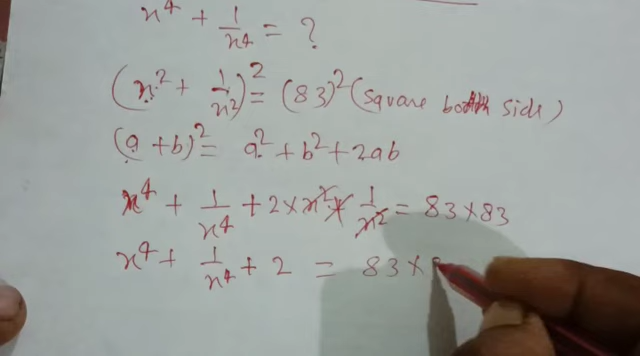 x⁴ + 1/x⁴ = ?
(x² + 1/x²)² = (83)² (square both side)
(a + b)² = a² + b² + 2ab
x⁴ + 1/x⁴ + 2 × x² × 1/x² = 83 × 83
x⁴ + 1/x⁴ + 2 = 83 ×